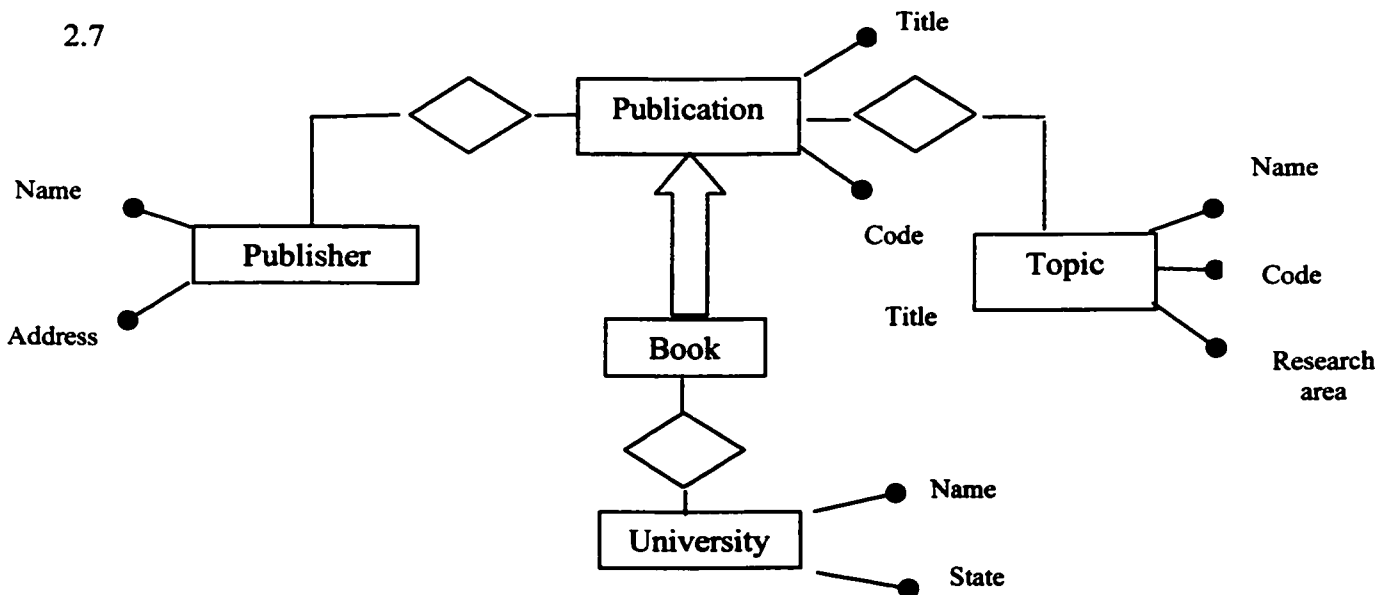 2.7
Title
Publication
Name
Name
Code
Publisher
Topic
Code
Title
Address
Book
Research
area
Name
University
State